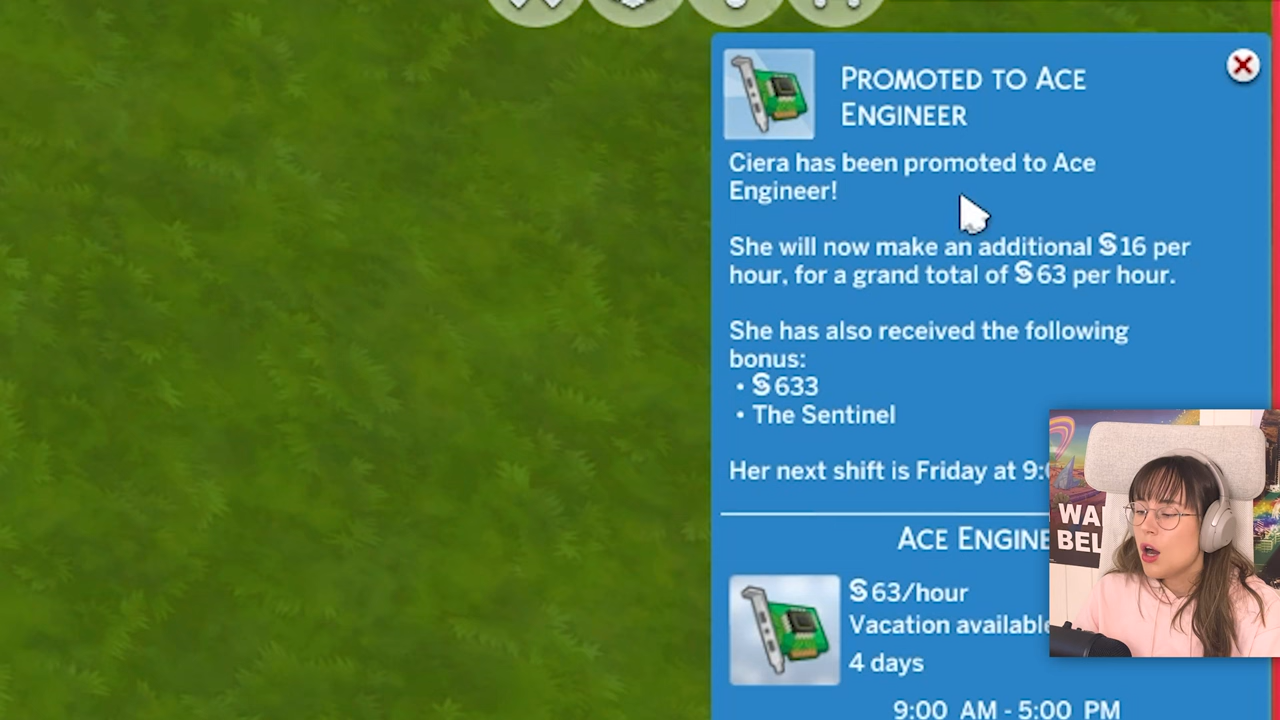 PROMOTED TO ACE
ENGINEER
Ciera has been promoted to Ace
Engineer!
She will now make an additional §16 per
hour, for a grand total of §63 per hour.
She has also received the following
bonus:
• §633
• The Sentinel
Her next shift is Friday at
ACE
§63/hour
Vacation
4 days
9:00 AM - 5:00 PM